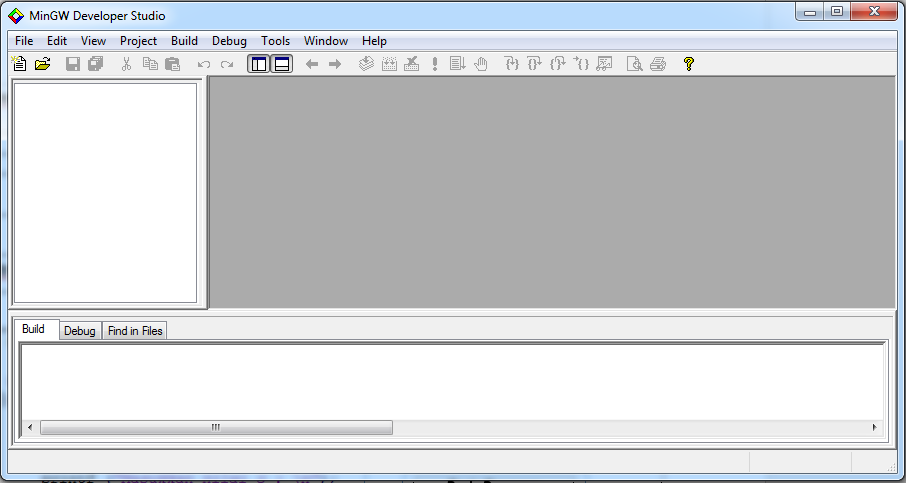 MinGW Developer Studio
File Edit View Project Build Debug Tools Window Help
Build Debug Find in Files